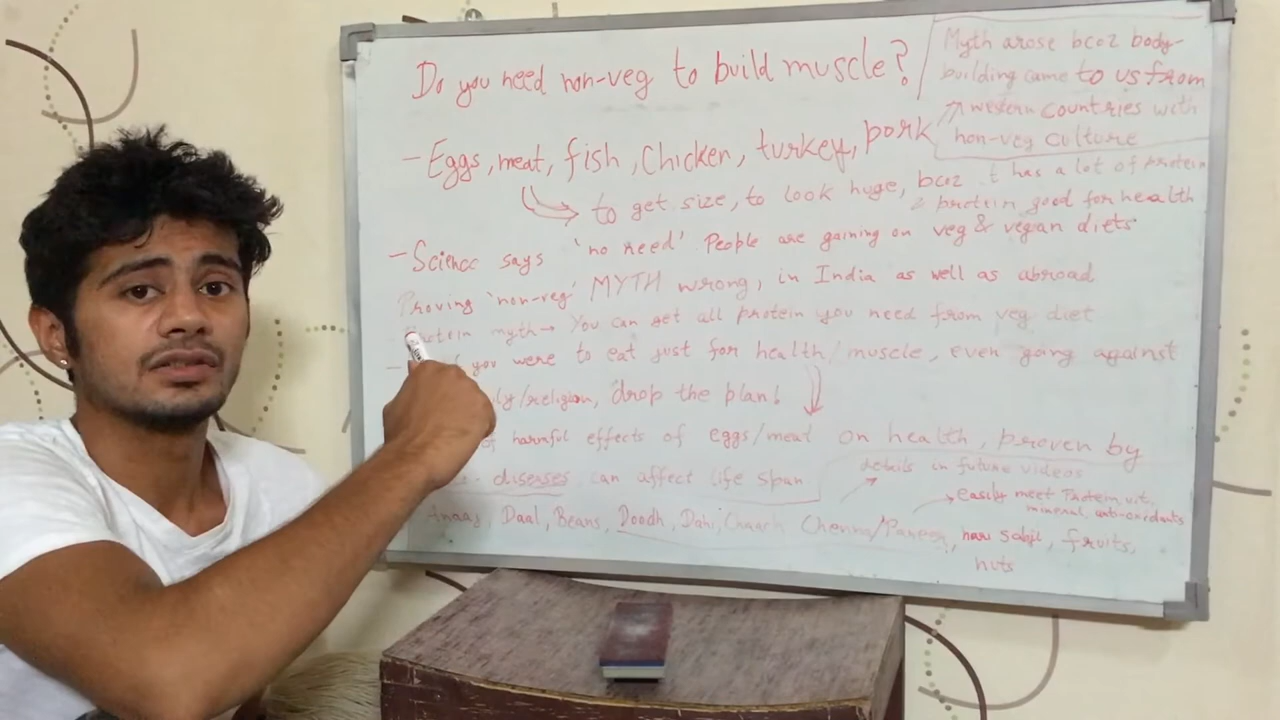 Do you need non-veg to build muscle?
Myth arose bcoz body-
building came to us from
western countries with
non-veg culture
- Eggs, meat, fish, Chicken, turkey, pork
to get size, to look huge, bcoz it has a lot of protein
protein good for health
- Science says 'no need' People are gaining on veg & vegan diets
Proving 'non-veg' MYTH wrong, in India as well as abroad
Protein myth → You can get all protein you need from veg diet
you were to eat just for health/muscle, even going against
/religion, drop the plan!
of harmful effects of eggs/meat on health, proven by
diseases can affect life span
details in future videos
easily meet Protein, vit,
mineral, anti-oxidants
Anaaj, Daal, Beans, Doodh, Dahi, Chaach Chenna/Paneer, hari Sabji, fruits,
nuts